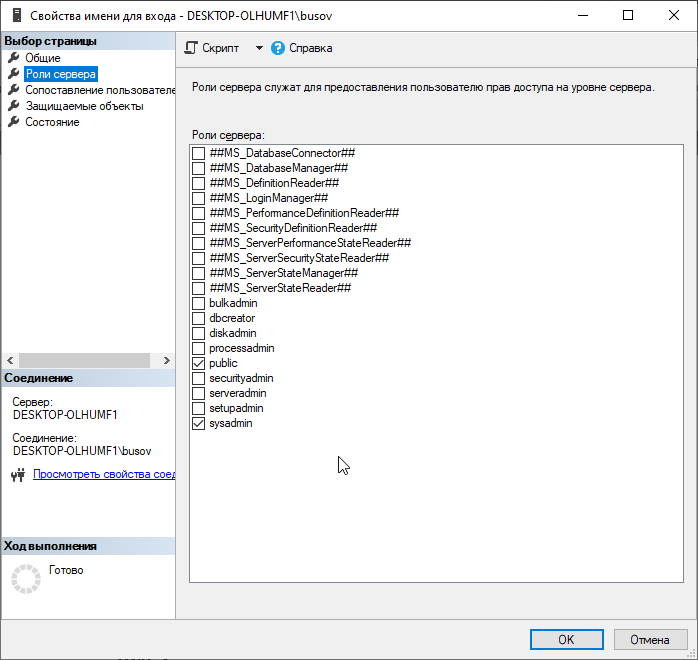 Свойства имени для входа - DESKTOP-OLHUMF1\busov
Выбор страницы
Общие
Роли сервера
Сопоставление пользователе
Защищаемые объекты
Состояние
Скрипт
Справка
Роли сервера служат для предоставления пользователю прав доступа на уровне сервера.
Роли сервера:
##MS_DatabaseConnector##
##MS_DatabaseManager##
##MS_DefinitionReader##
##MS_LoginManager##
##MS_PerformanceDefinitionReader##
##MS_SecurityDefinitionReader##
##MS_ServerPerformanceStateReader##
##MS_ServerSecurityStateReader##
##MS_ServerStateManager##
##MS_ServerStateReader##
bulkadmin
dbcreator
diskadmin
processadmin
public
securityadmin
serveradmin
setupadmin
sysadmin
Соединение
Сервер:
DESKTOP-OLHUMF1
Соединение:
DESKTOP-OLHUMF1\busov
Просмотреть свойства соед
Ход выполнения
Готово
OK
Отмена